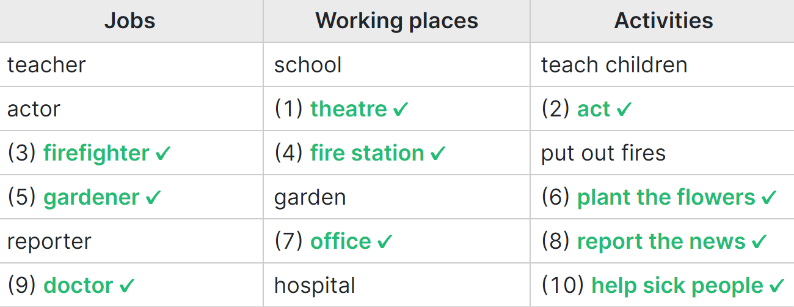 Jobs Working places Activities
teacher school teach children
actor (1) theatre ✓ (2) act ✓
(3) firefighter ✓ (4) fire station ✓ put out fires
(5) gardener ✓ garden (6) plant the flowers ✓
reporter (7) office ✓ (8) report the news ✓
(9) doctor ✓ hospital (10) help sick people ✓